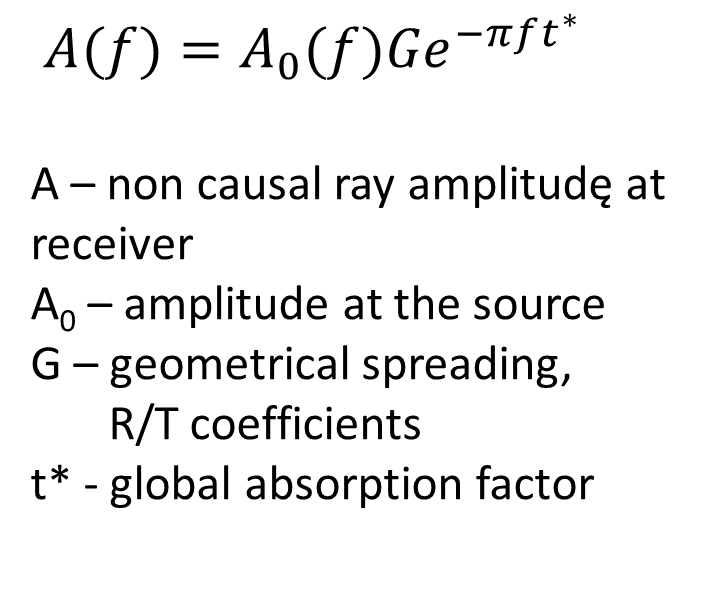 A(f) = A₀(f)Ge^{−πft*}
A – non causal ray amplitudę at
receiver
A₀ – amplitude at the source
G – geometrical spreading,
R/T coefficients
t* - global absorption factor